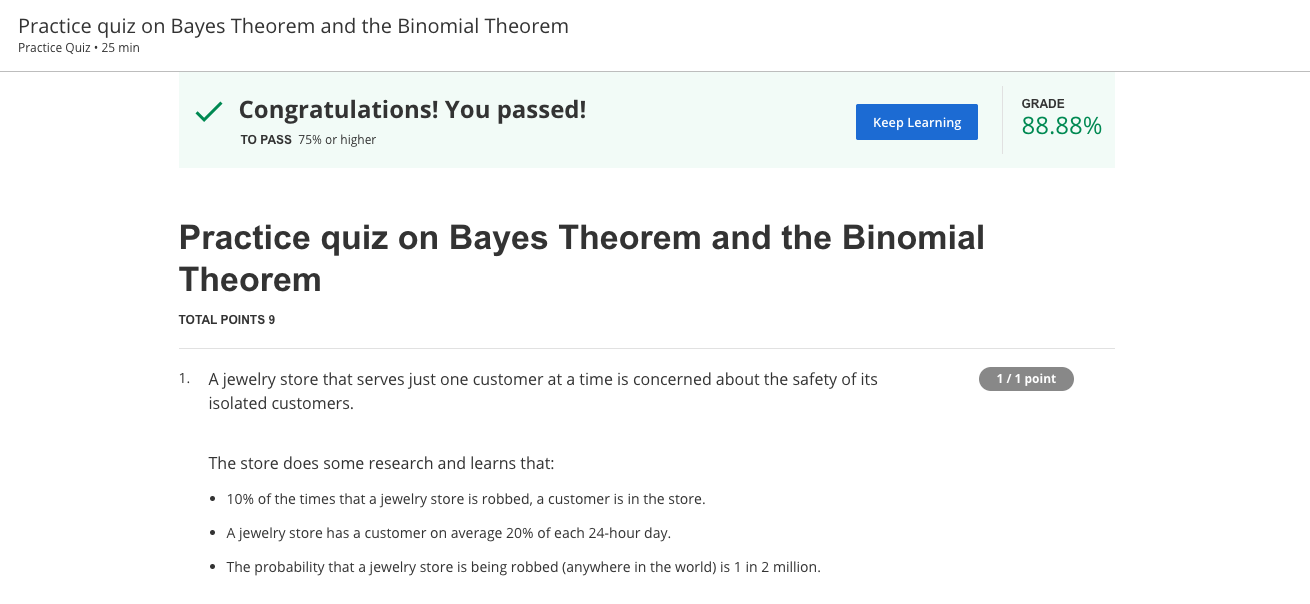 Practice quiz on Bayes Theorem and the Binomial Theorem
Practice Quiz • 25 min
Congratulations! You passed!
TO PASS 75% or higher
Keep Learning
GRADE
88.88%
Practice quiz on Bayes Theorem and the Binomial
Theorem
TOTAL POINTS 9
1. A jewelry store that serves just one customer at a time is concerned about the safety of its
isolated customers.
1 / 1 point
The store does some research and learns that:
• 10% of the times that a jewelry store is robbed, a customer is in the store.
• A jewelry store has a customer on average 20% of each 24-hour day.
• The probability that a jewelry store is being robbed (anywhere in the world) is 1 in 2 million.